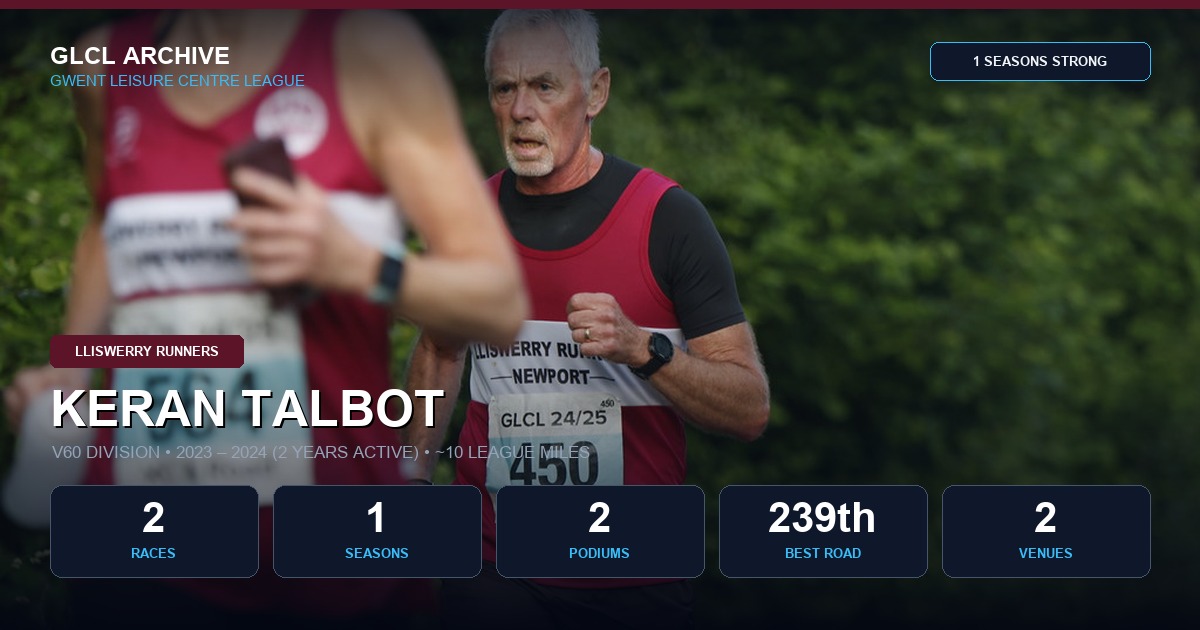 GLCL ARCHIVE
GWENT LEISURE CENTRE LEAGUE
1 SEASONS STRONG
LLISWERRY RUNNERS
KERAN TALBOT
V60 DIVISION • 2023 – 2024 (2 YEARS ACTIVE) • ~10 LEAGUE MILES
LLISWERRY RUN
NEWPORT
450
GLCL 24/25
450
2
RACES
1
SEASONS
2
PODIUMS
239th
BEST ROAD
2
VENUES